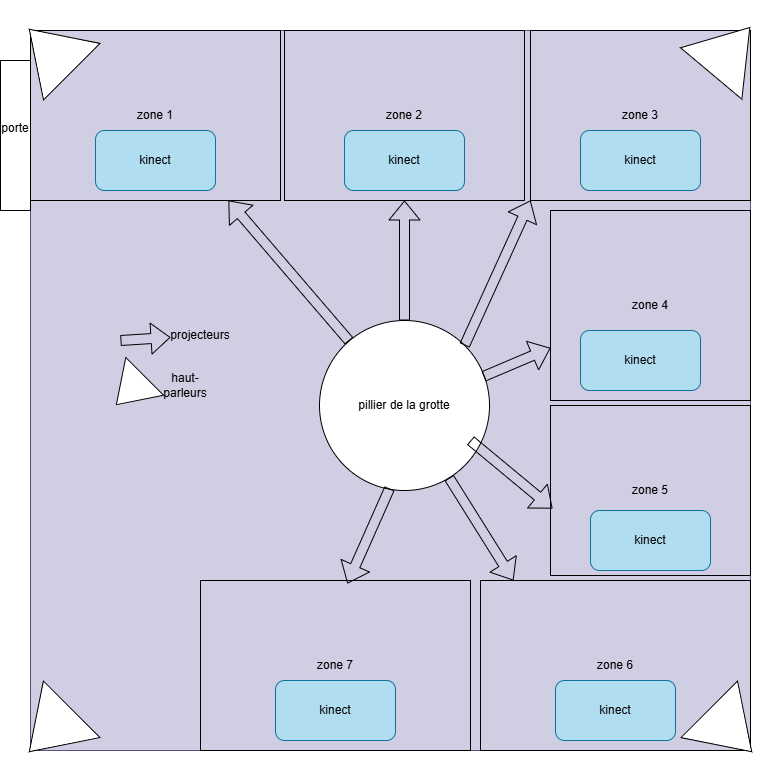 zone 1
zone 2
zone 3
porte
kinect
kinect
kinect
zone 4
projecteurs
kinect
haut-
parleurs
pillier de la grotte
zone 5
kinect
zone 7
zone 6
kinect
kinect